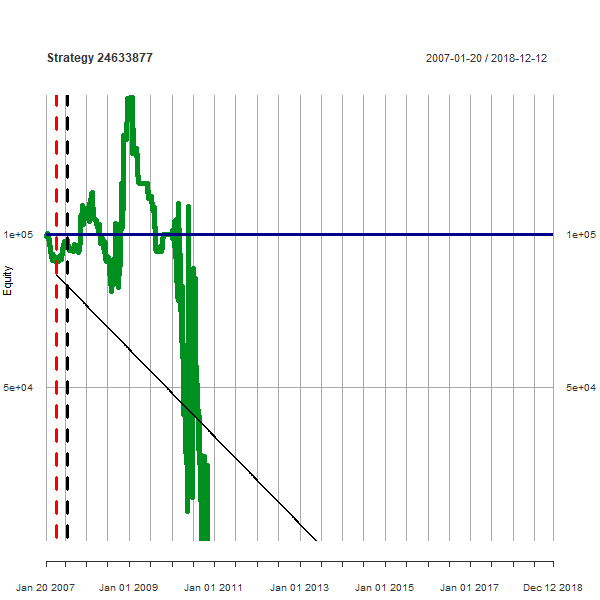 Strategy 24633877
2007-01-20 / 2018-12-12
1e+05
1e+05
Equity
5e+04
5e+04
Jan 20 2007
Jan 01 2009
Jan 01 2011
Jan 01 2013
Jan 01 2015
Jan 01 2017
Dec 12 2018